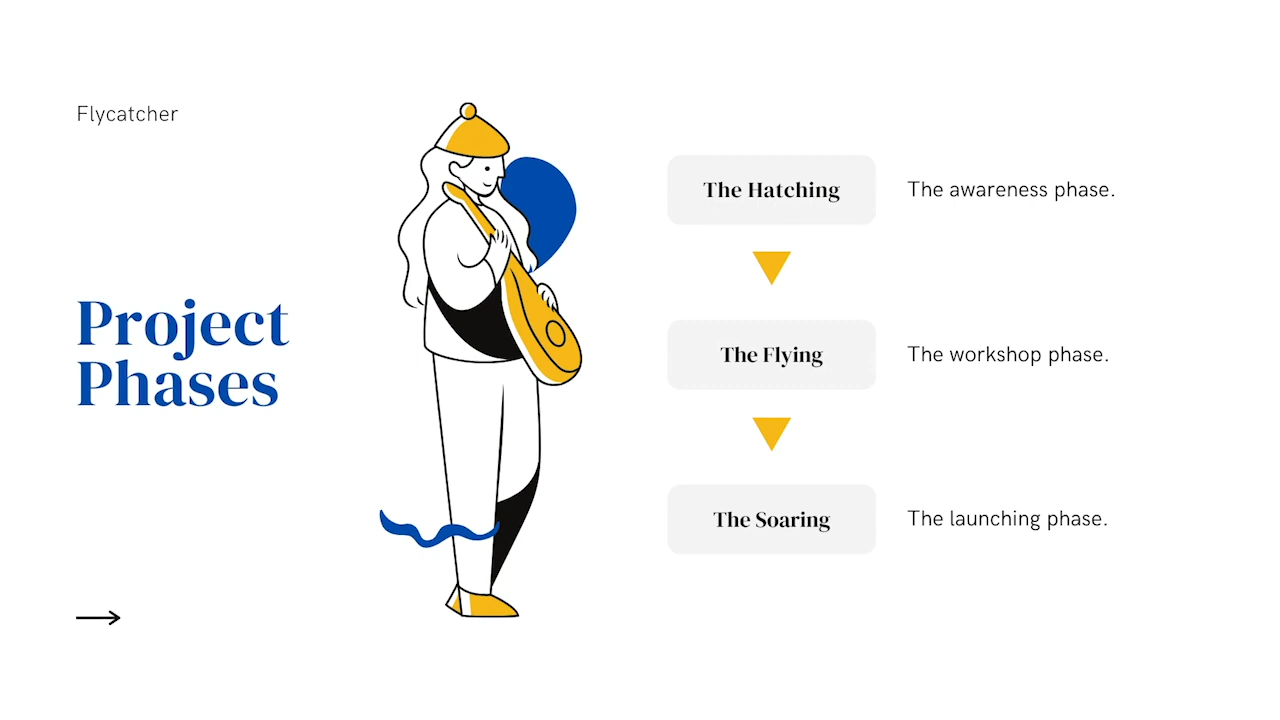 Flycatcher
Project
Phases
The Hatching
The awareness phase.
The Flying
The workshop phase.
The Soaring
The launching phase.